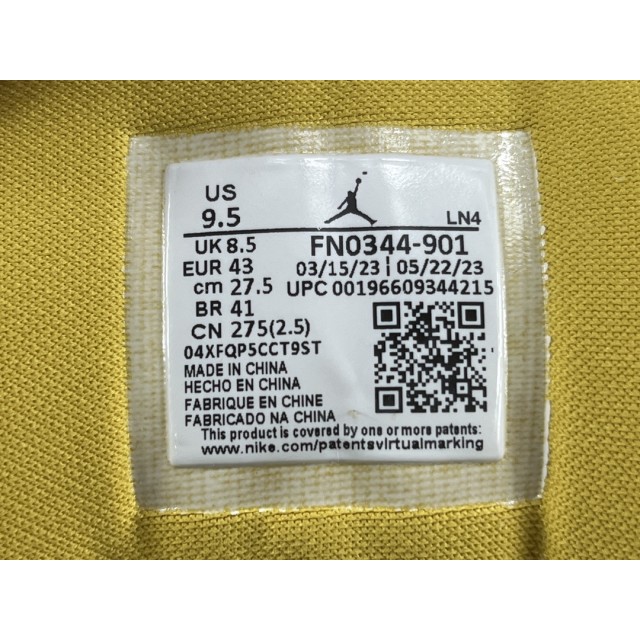 US
9.5
LN4
UK 8.5
FN0344-901
EUR 43
03/15/23 | 05/22/23
cm 27.5
UPC 00196609344215
BR 41
CN 275(2.5)
04XFQP5CCT9ST
MADE IN CHINA
HECHO EN CHINA
FABRIQUE EN CHINE
FABRICADO NA CHINA
This product is covered by one or more patents.
www.nike.com/patentsvirtualmarking